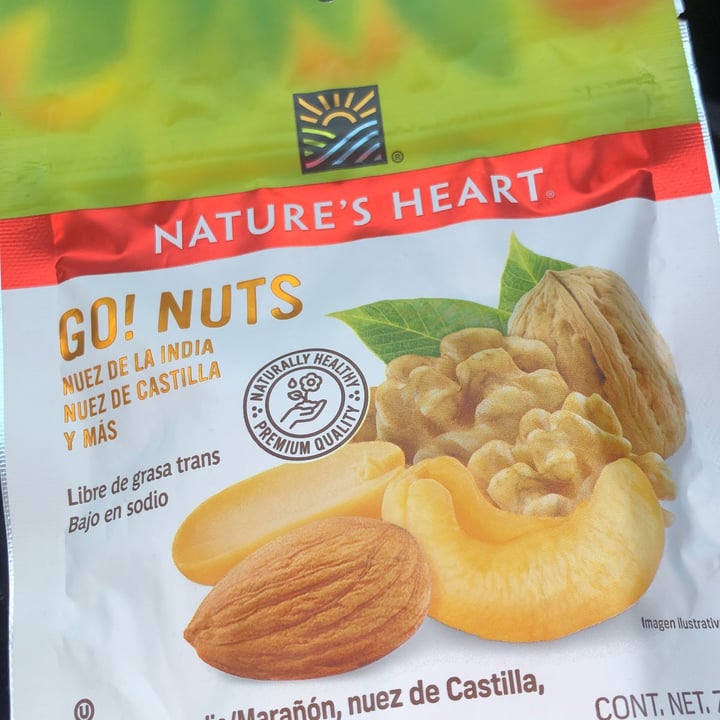 NATURE'S HEART®
GO! NUTS
NUEZ DE LA INDIA
NUEZ DE CASTILLA
Y MÁS
NATURALLY HEALTHY
PREMIUM QUALITY
Libre de grasa trans
Bajo en sodio
Imagen
U
Marañón, nuez de Castilla,
CONT. NET.